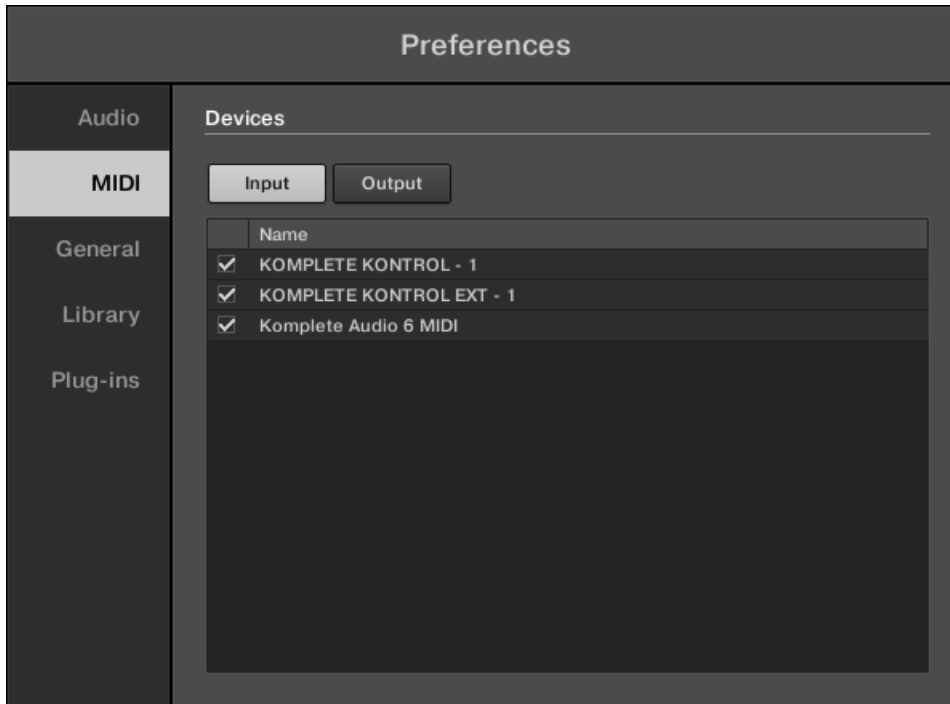 Preferences
Audio
MIDI
General
Library
Plug-ins
Devices
Input Output
Name
KOMPLETE KONTROL - 1
KOMPLETE KONTROL EXT - 1
Komplete Audio 6 MIDI